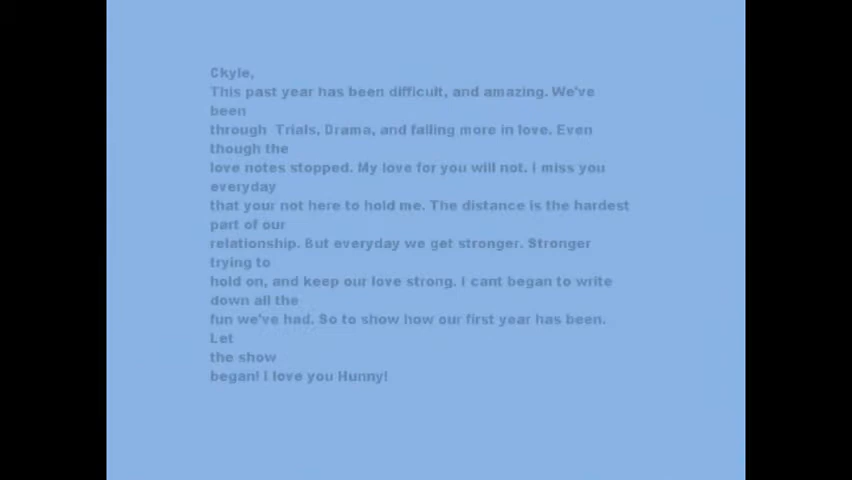 Ckyle,
This past year has been difficult, and amazing. We've
been
through  Trials, Drama, and falling more in love. Even
though the
love notes stopped. My love for you will not. I miss you
everyday
that your not here to hold me. The distance is the hardest
part of our
relationship. But everyday we get stronger. Stronger
trying to
hold on, and keep our love strong. I cant began to write
down all the
fun we've had. So to show how our first year has been.
Let
the show
began! I love you Hunny!